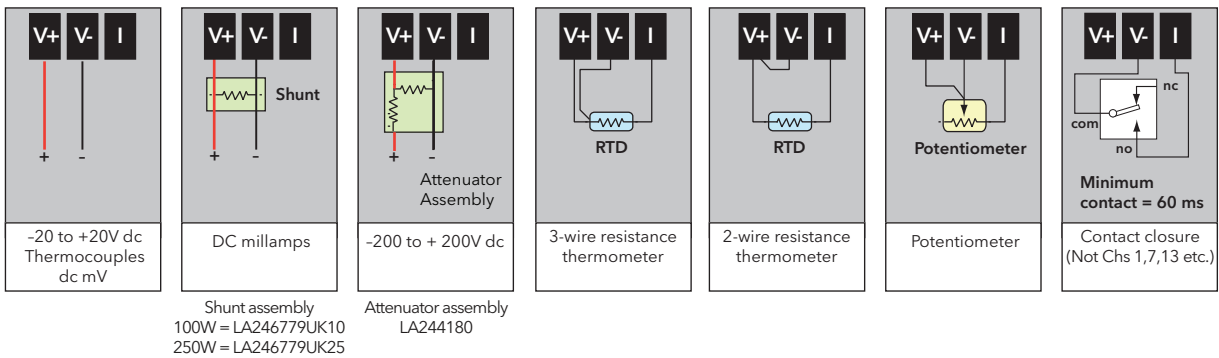 V+ V- I
+ -
-20 to +20V dc
Thermocouples
dc mV
V+ V- I
Shunt
+ -
DC millamps
Shunt assembly
100W = LA246779UK10
250W = LA246779UK25
V+ V- I
+ -
Attenuator
Assembly
-200 to + 200V dc
Attenuator assembly
LA244180
V+ V- I
RTD
3-wire resistance
thermometer
V+ V- I
RTD
2-wire resistance
thermometer
V+ V- I
Potentiometer
Potentiometer
V+ V- I
nc
com
no
Minimum
contact = 60 ms
Contact closure
(Not Chs 1,7,13 etc.)